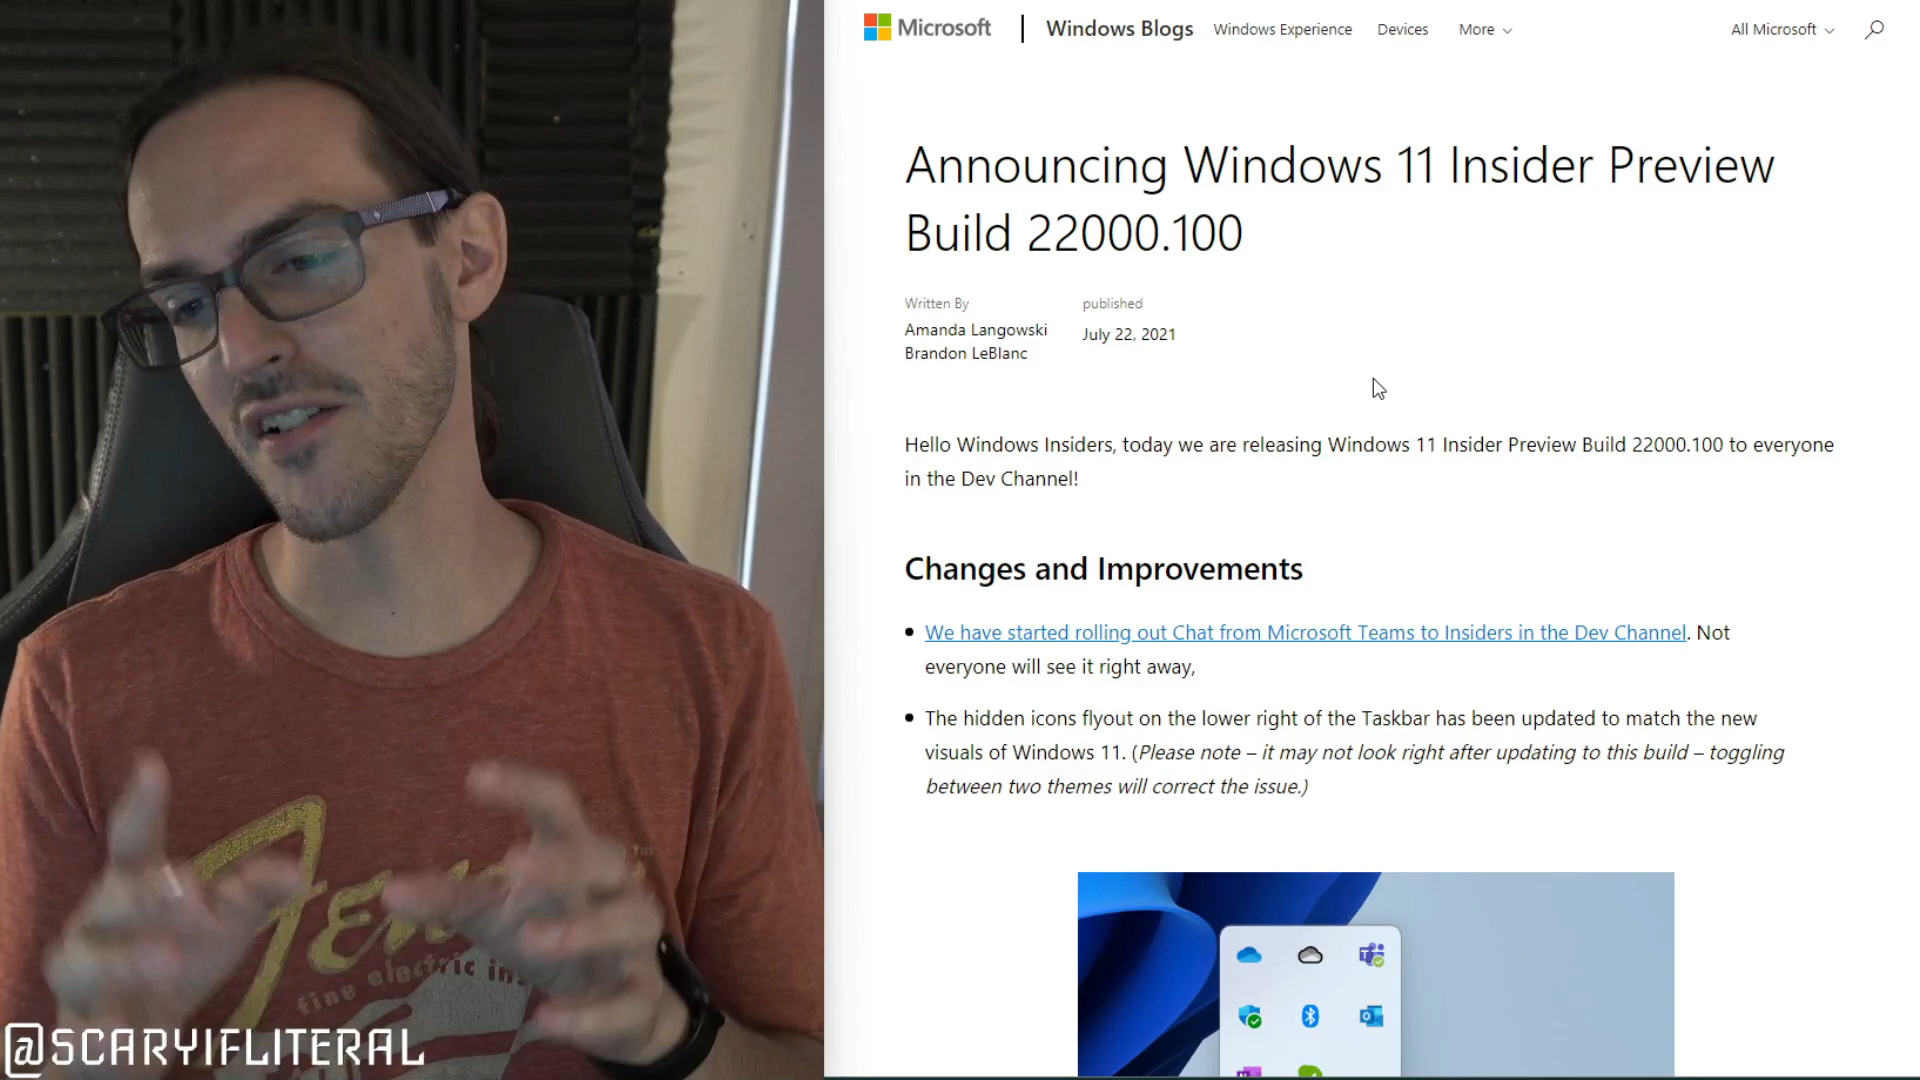 Microsoft
Windows Blogs
Windows Experience
Devices
More
All Microsoft
Announcing Windows 11 Insider Preview
Build 22000.100
Written By
published
Amanda Langowski
July 22, 2021
Brandon LeBlanc
Hello Windows Insiders, today we are releasing Windows 11 Insider Preview Build 22000.100 to everyone
in the Dev Channel!
Changes and Improvements
We have started rolling out Chat from Microsoft Teams to Insiders in the Dev Channel. Not
everyone will see it right away,
The hidden icons flyout on the lower right of the Taskbar has been updated to match the new
visuals of Windows 11. (Please note – it may not look right after updating to this build – toggling
between two themes will correct the issue.)
electric
fine
@SCARYIFLITERAL